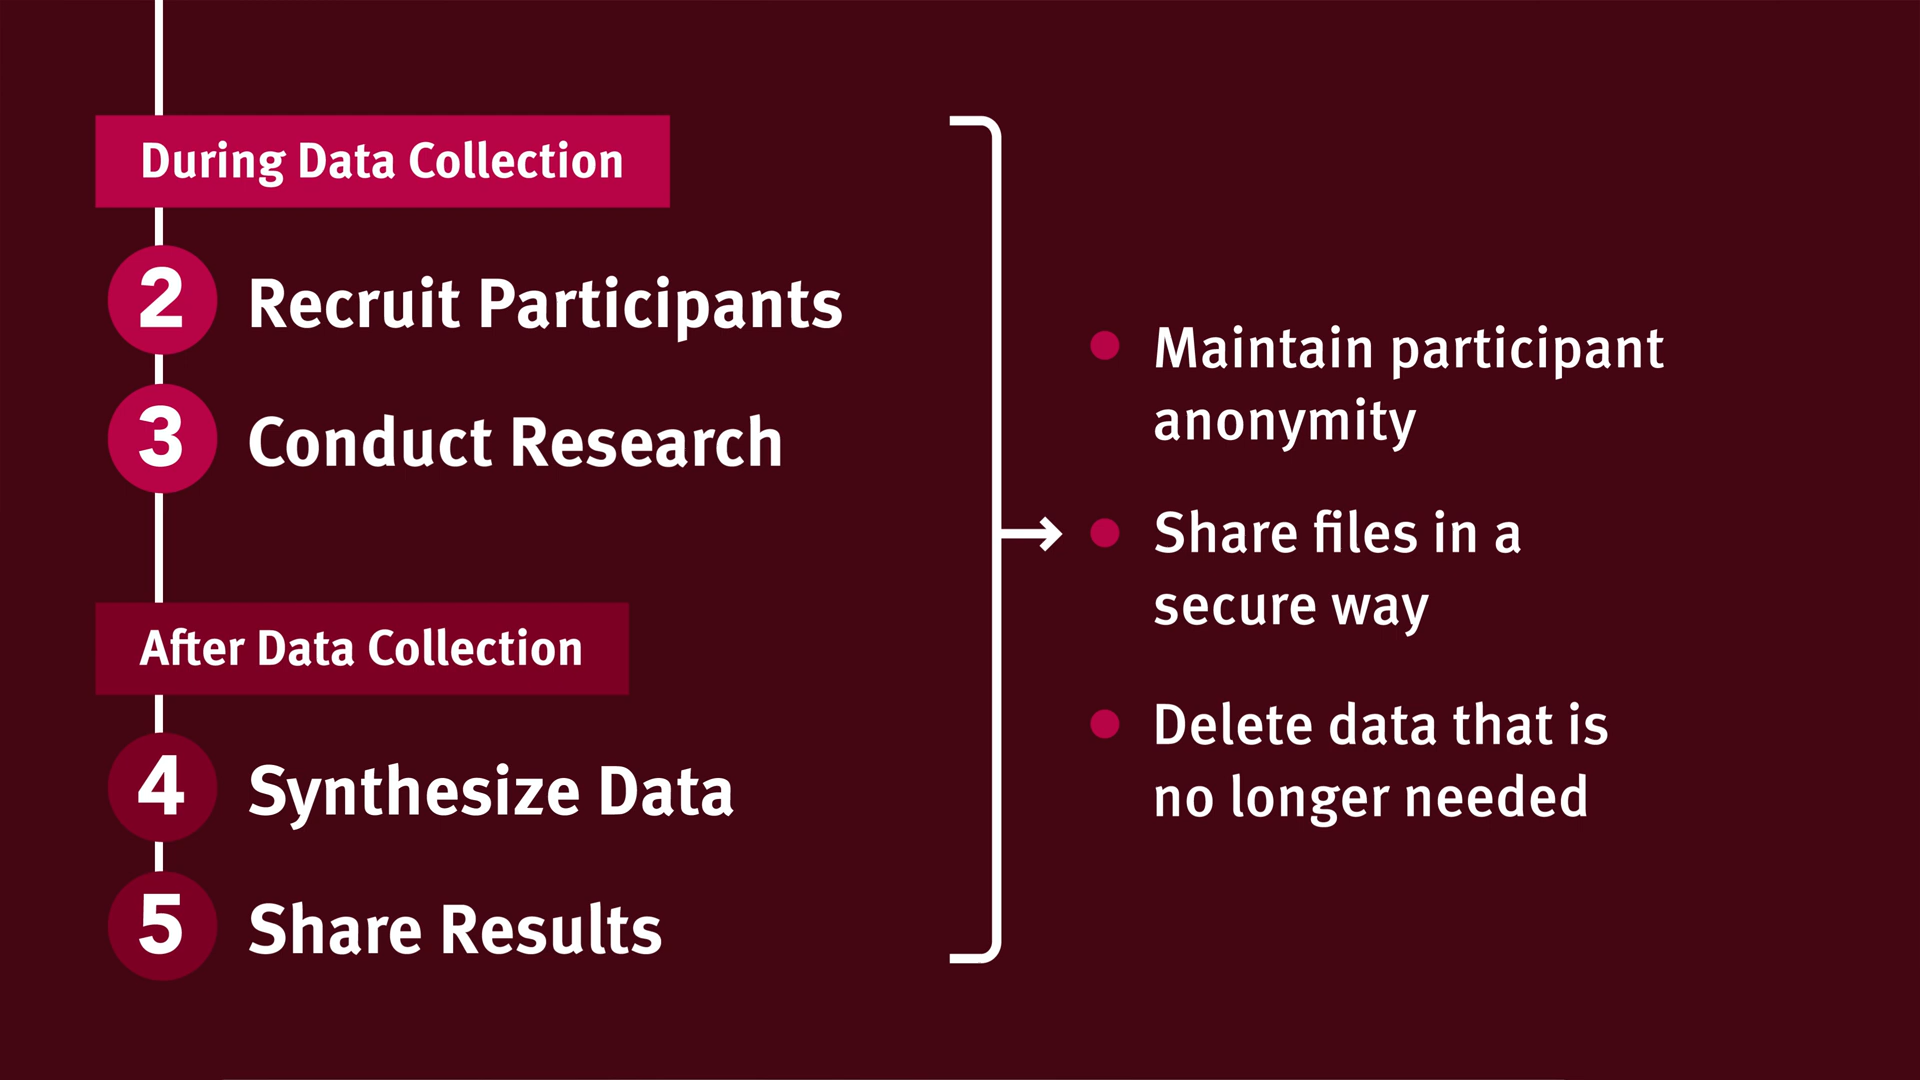 During Data Collection
2 Recruit Participants
3 Conduct Research
After Data Collection
4 Synthesize Data
5 Share Results
Maintain participant
anonymity
Share files in a
secure way
Delete data that is
no longer needed